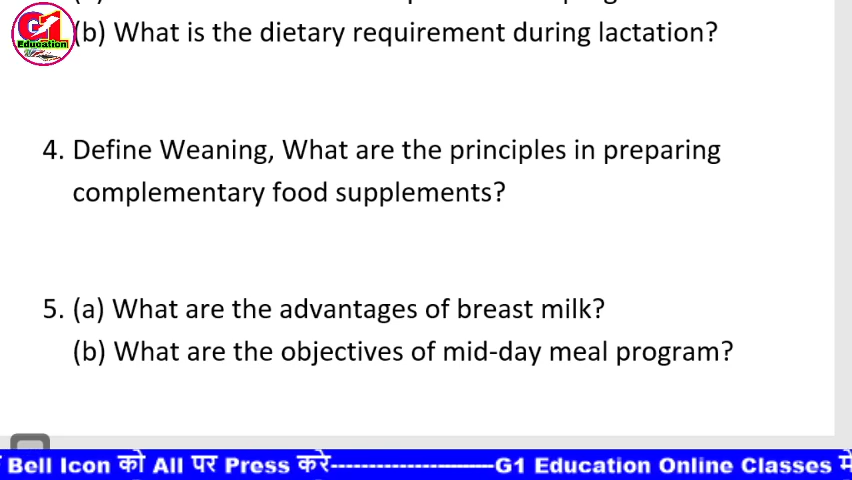 G1
Education
(b) What is the dietary requirement during lactation?
4. Define Weaning, What are the principles in preparing
complementary food supplements?
5. (a) What are the advantages of breast milk?
(b) What are the objectives of mid-day meal program?
Bell Icon को All पर Press करे------------------------G1 Education Online Classes में